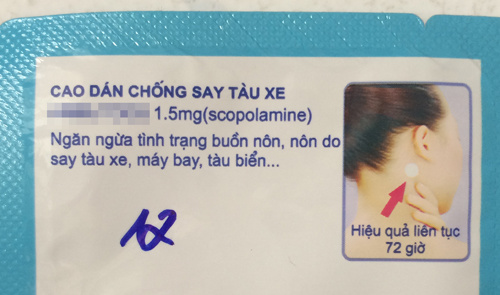 CAO DÁN CHỐNG SAY TÀU XE
1.5mg(scopolamine)
Ngăn ngừa tình trạng buồn nôn, nôn do
say tàu xe, máy bay, tàu biển...
12
Hiệu quả liên tục
72 giờ